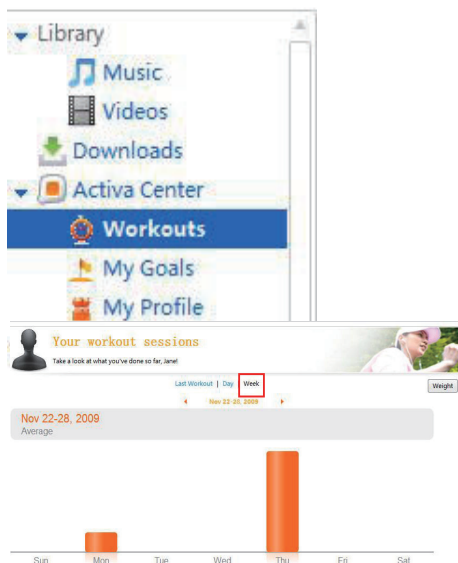 Library
Music
Videos
Downloads
Activa Center
Workouts
My Goals
My Profile
Your workout sessions
Take a look at what you've done so far, Jane!
Last Workout | Day Week
Weight
Nov 22-28, 2009
Nov 22-28, 2009
Average
Sun Mon Tue Wed Thu Fri Sat